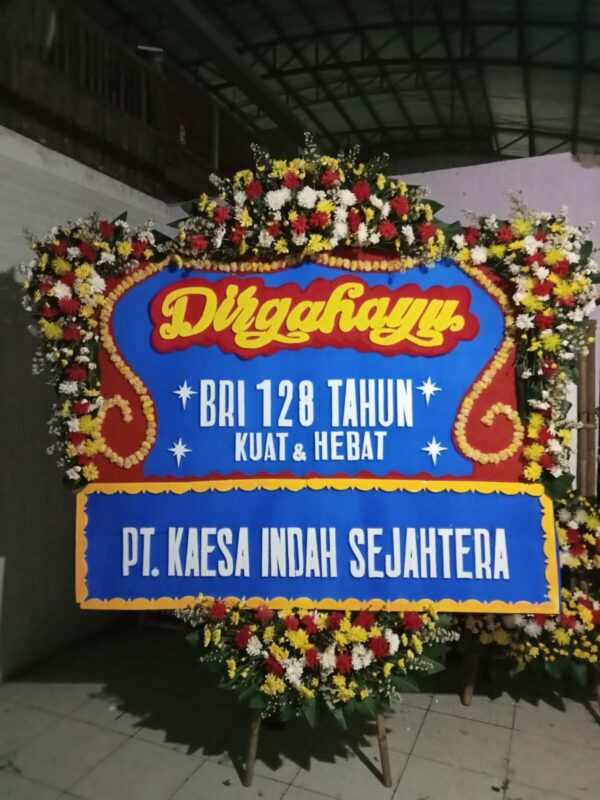 Dirgahayu
BRI 128 TAHUN
KUAT & HEBAT
PT. KAESA INDAH SEJAHTERA